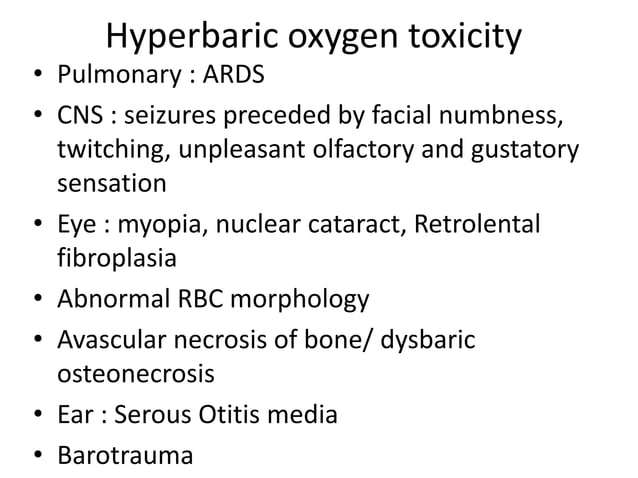 Hyperbaric oxygen toxicity
• Pulmonary : ARDS
• CNS : seizures preceded by facial numbness,
twitching, unpleasant olfactory and gustatory
sensation
• Eye : myopia, nuclear cataract, Retrolental
fibroplasia
• Abnormal RBC morphology
• Avascular necrosis of bone/ dysbaric
osteonecrosis
• Ear : Serous Otitis media
• Barotrauma